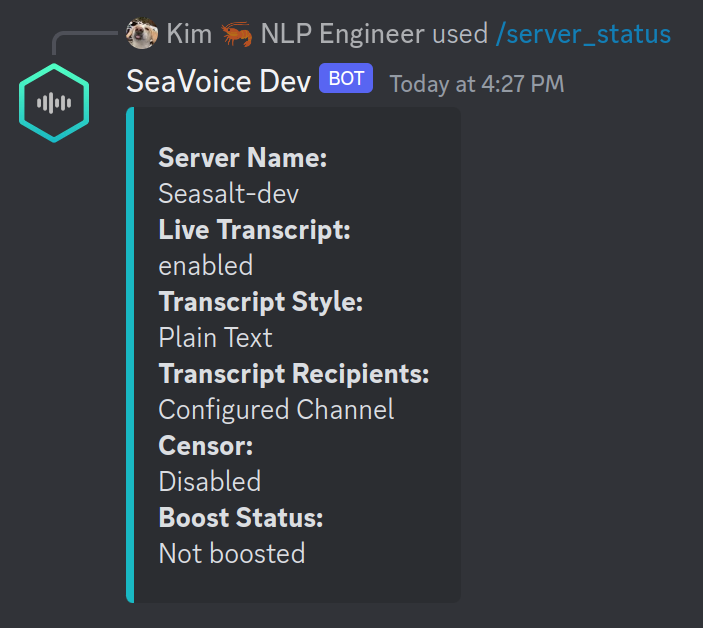 Kim 🦐 NLP Engineer used /server_status
SeaVoice Dev BOT Today at 4:27 PM
Server Name:
Seasalt-dev
Live Transcript:
enabled
Transcript Style:
Plain Text
Transcript Recipients:
Configured Channel
Censor:
Disabled
Boost Status:
Not boosted